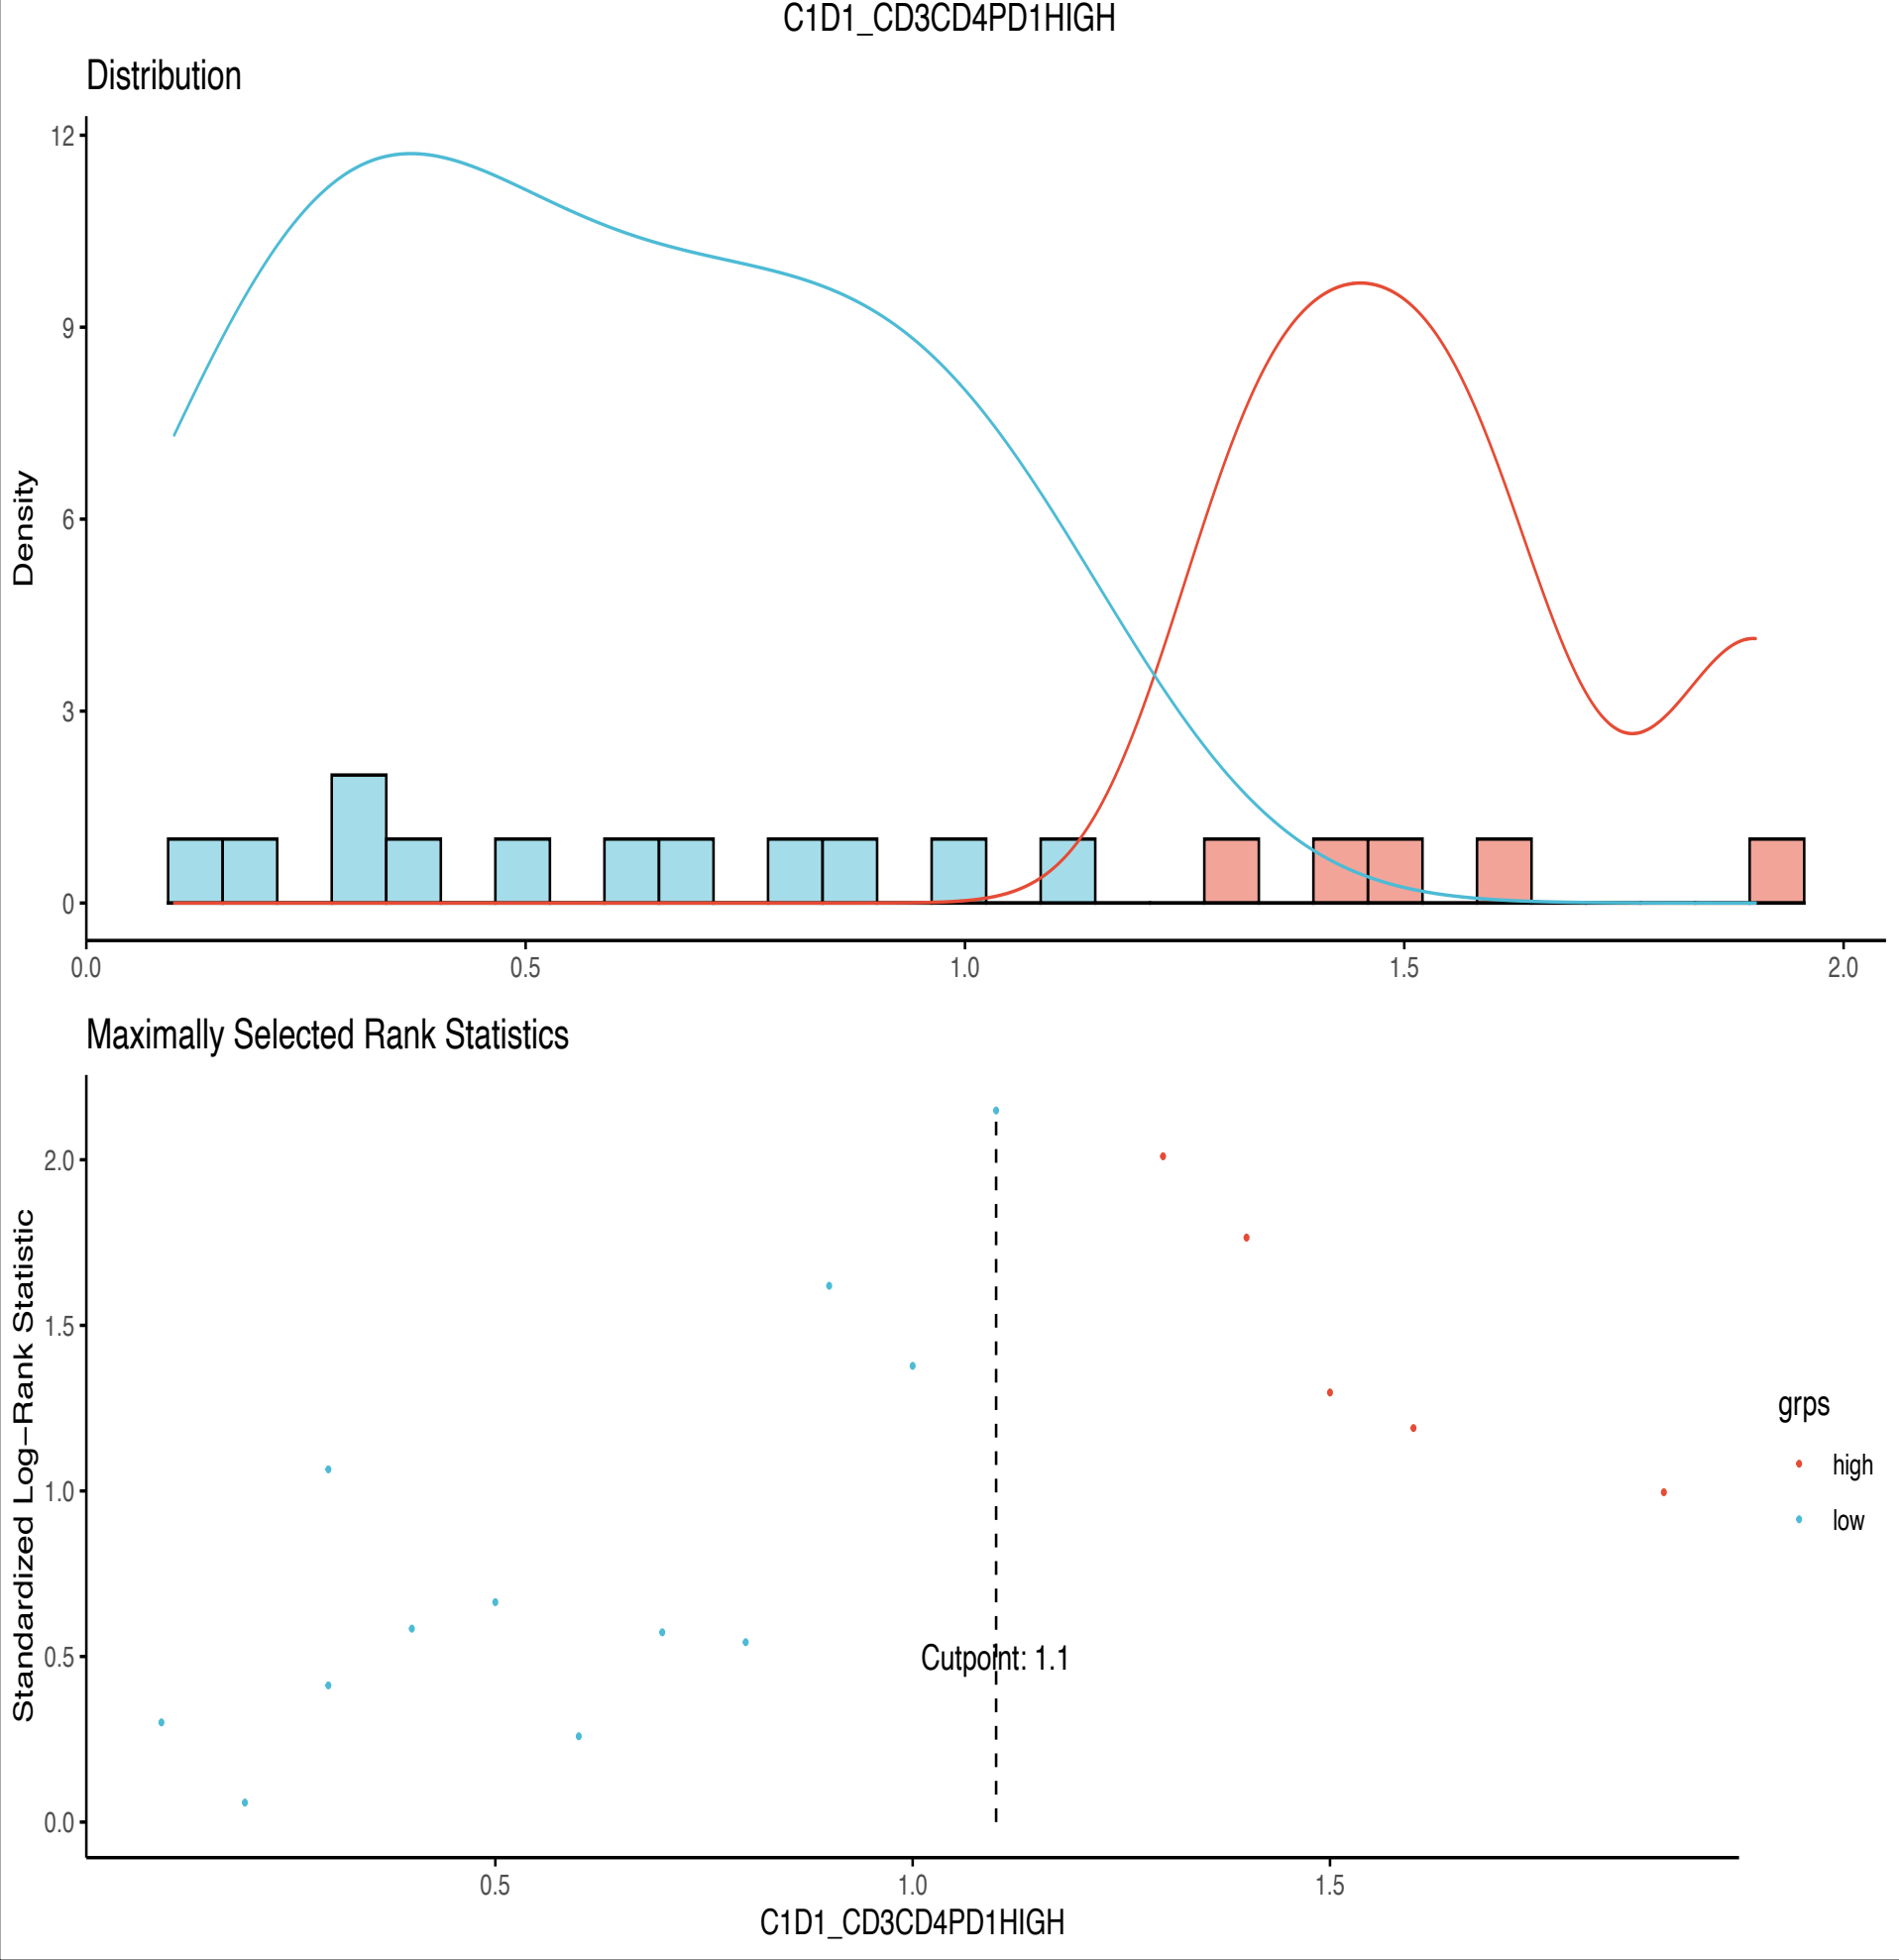 C1D1_CD3CD4PD1HIGH
Distribution
Density
12
9
6
3
0
0.0 0.5 1.0 1.5 2.0
Maximally Selected Rank Statistics
Standardized Log−Rank Statistic
2.0
1.5
1.0
0.5
0.0
Cutpoint: 1.1
grps
high
low
0.5 1.0 1.5
C1D1_CD3CD4PD1HIGH